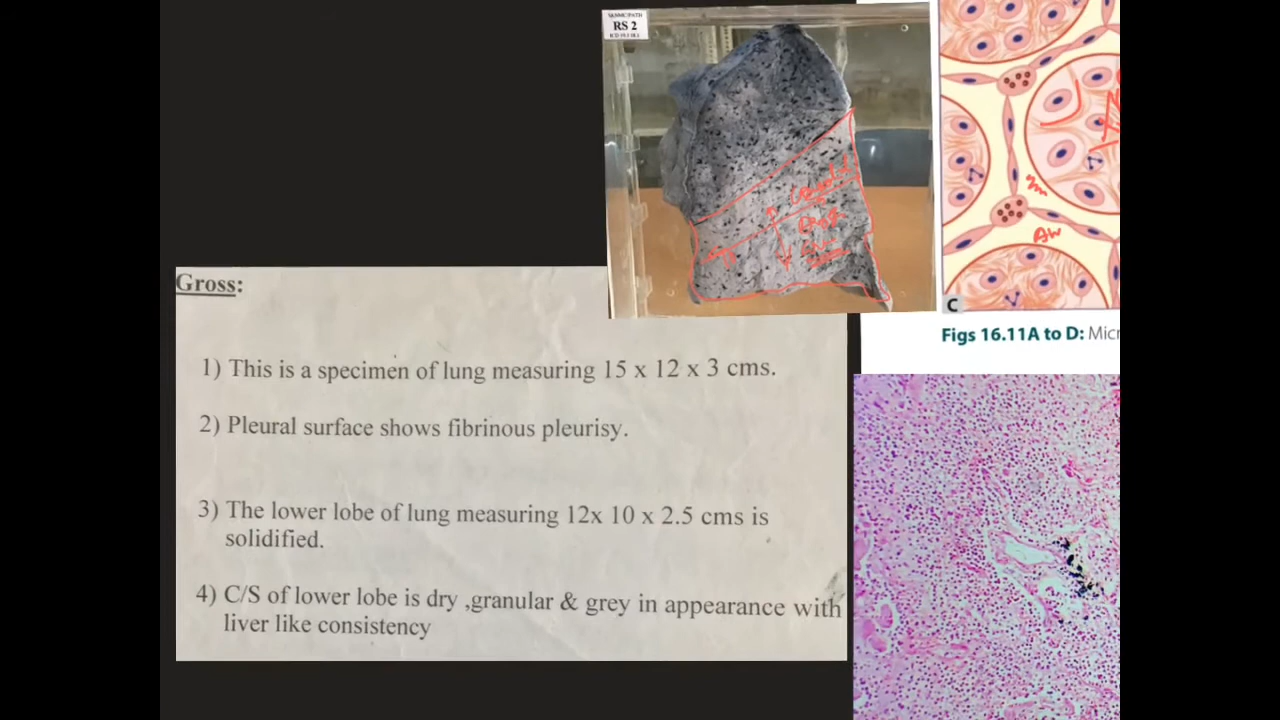 RS 2
Gross:
1) This is a specimen of lung measuring 15 x 12 x 3 cms.
2) Pleural surface shows fibrinous pleurisy.
3) The lower lobe of lung measuring 12x 10 x 2.5 cms is
solidified.
4) C/S of lower lobe is dry ,granular & grey in appearance with
liver like consistency
C
Figs 16.11A to D: Micr